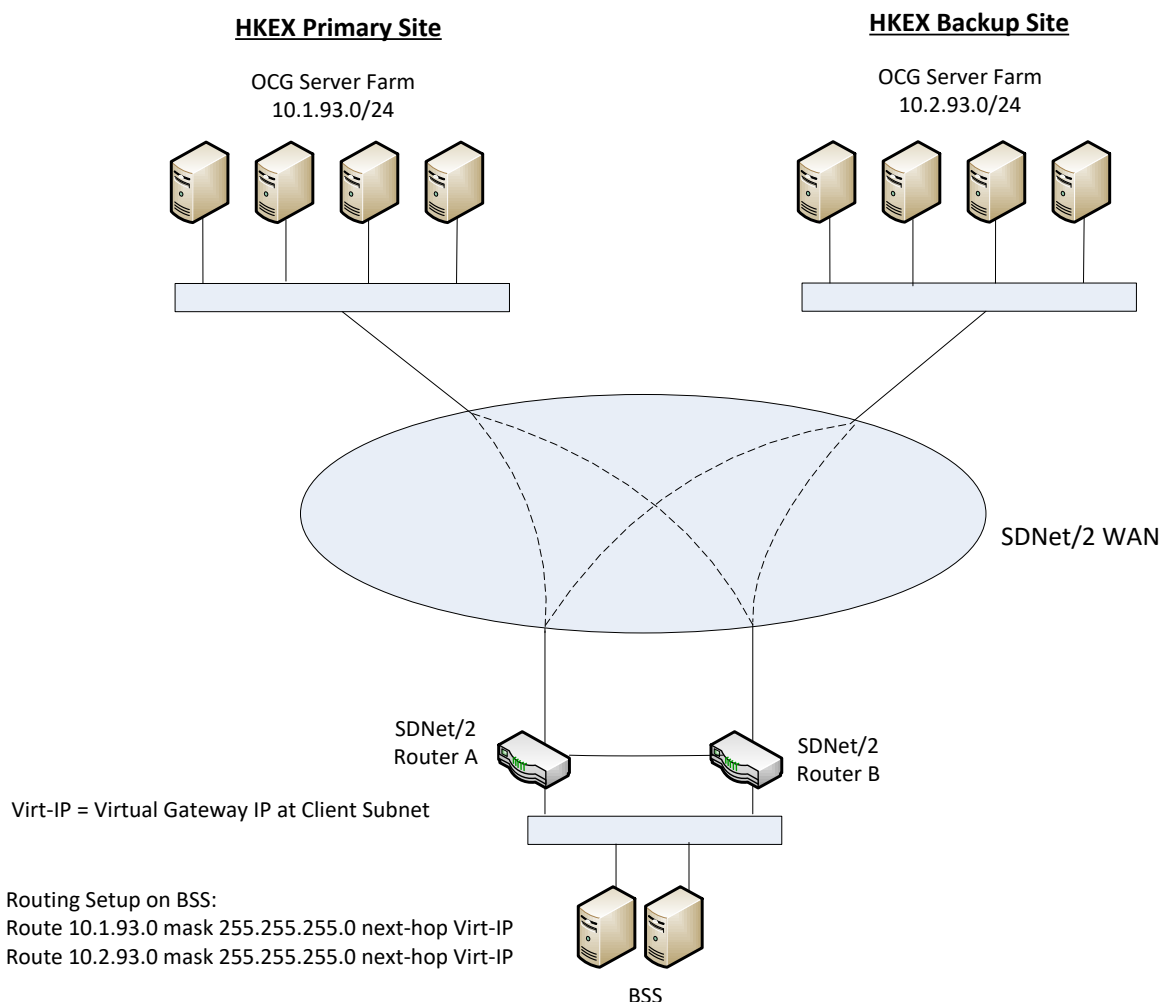 HKEX Primary Site
HKEX Backup Site
OCG Server Farm
10.1.93.0/24
OCG Server Farm
10.2.93.0/24
SDNet/2 WAN
SDNet/2
Router A
SDNet/2
Router B
Virt-IP = Virtual Gateway IP at Client Subnet
Routing Setup on BSS:
Route 10.1.93.0 mask 255.255.255.0 next-hop Virt-IP
Route 10.2.93.0 mask 255.255.255.0 next-hop Virt-IP
BSS